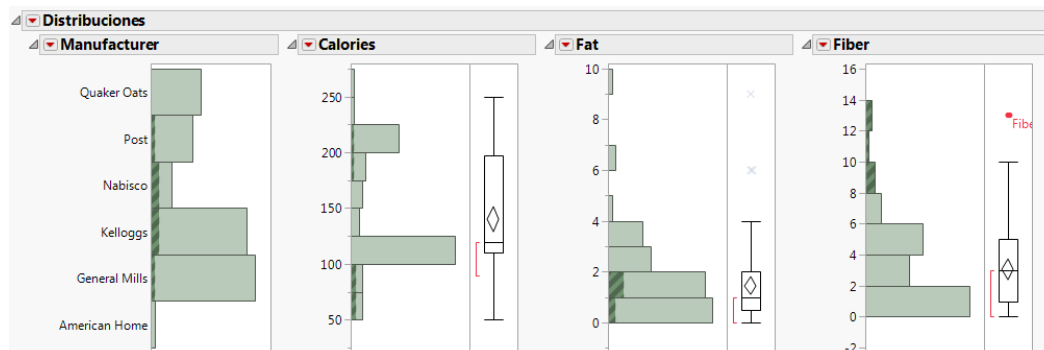 Distribuciones
Manufacturer
Quaker Oats
Post
Nabisco
Kelloggs
General Mills
American Home
Calories
250
200
150
100
50
Fat
10
8
6
4
2
0
Fiber
16
14
12
10
8
6
4
2
0
-2
Fibe